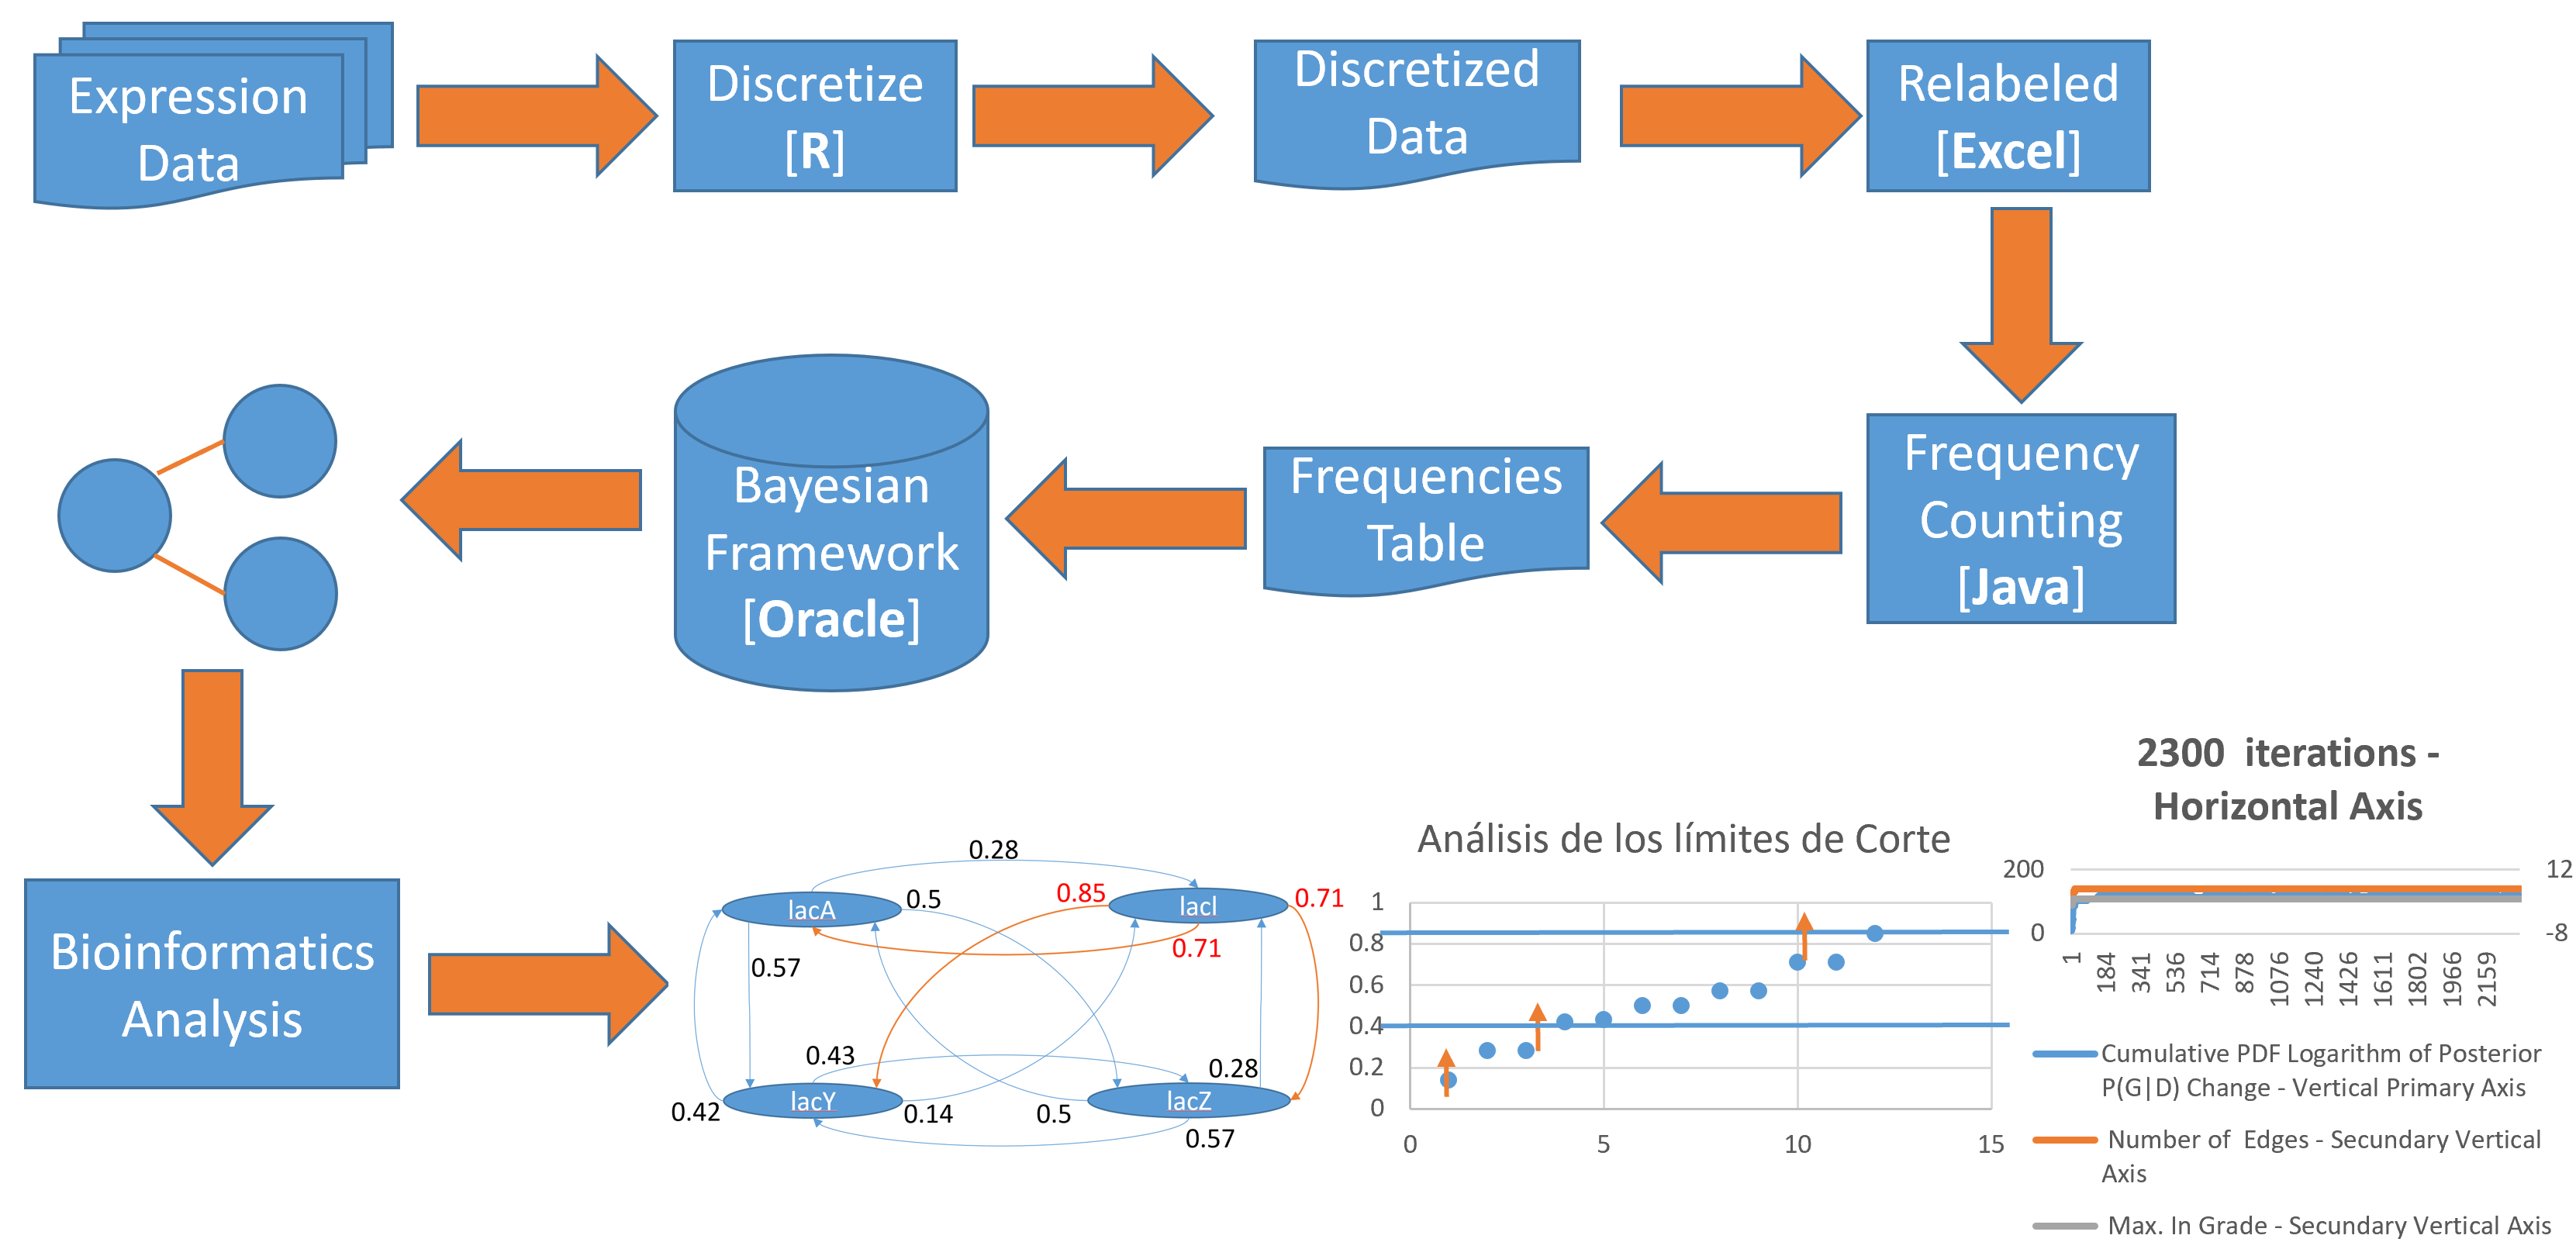 Expression
Data
Discretize
[R]
Discretized
Data
Relabeled
[Excel]
Bayesian
Framework
[Oracle]
Frequencies
Table
Frequency
Counting
[Java]
Bioinformatics
Analysis
0.28
lacA
0.5
0.85
lacI
0.71
0.71
0.57
0.43
0.28
lacY
lacZ
0.42
0.14
0.5
0.57
Análisis de los límites de Corte
1
0.8
0.6
0.4
0.2
0
0
5
10
15
2300 iterations -
Horizontal Axis
200
12
0
-8
1
184
341
536
714
878
1076
1240
1426
1611
1802
1966
2159
Cumulative PDF Logarithm of Posterior
P(G|D) Change - Vertical Primary Axis
Number of Edges - Secundary Vertical
Axis
Max. In Grade - Secundary Vertical Axis